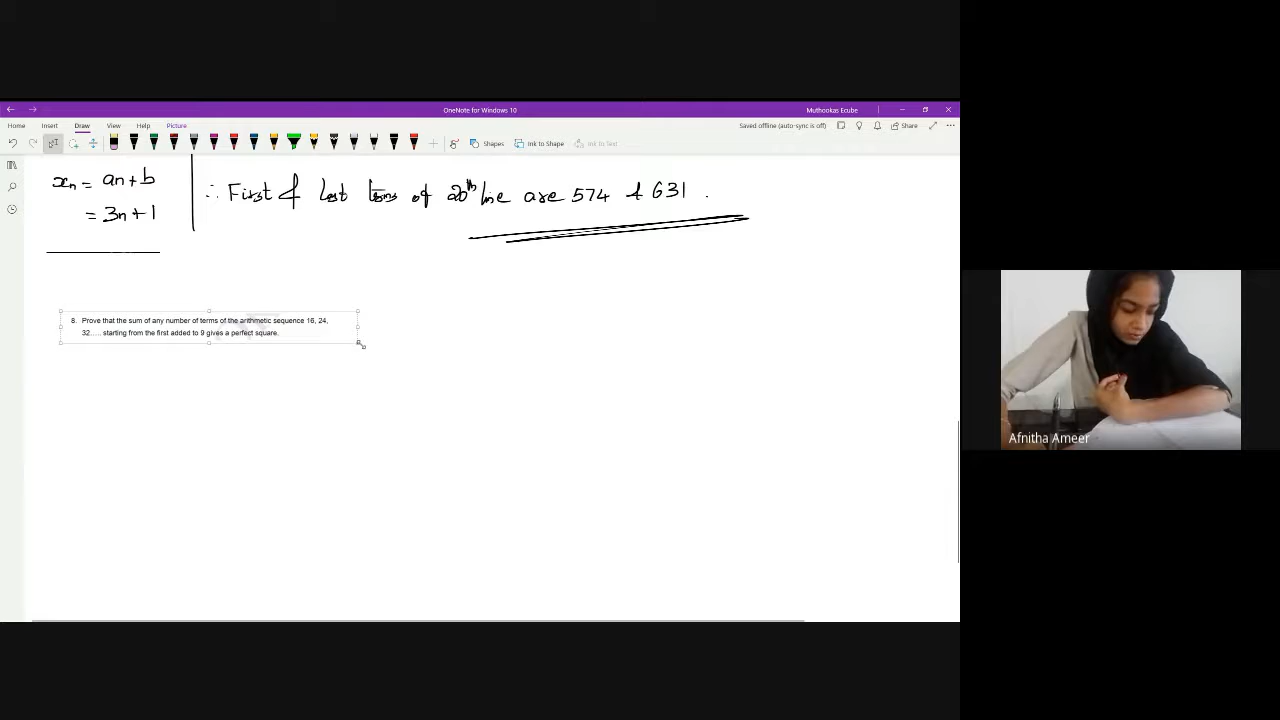 OneNote for Windows 10
Muthookas Ecube
Home Insert Draw View Help Picture
Saved offline (auto-sync is off)
Share
Shapes
Ink to Shape
Ink to Text
xn = an + b
= 3n + 1
∴ First & last terms of 20th line are 574 & 631.
8. Prove that the sum of any number of terms of the arithmetic sequence 16, 24,
32..... starting from the first added to 9 gives a perfect square.
Afnitha Ameer